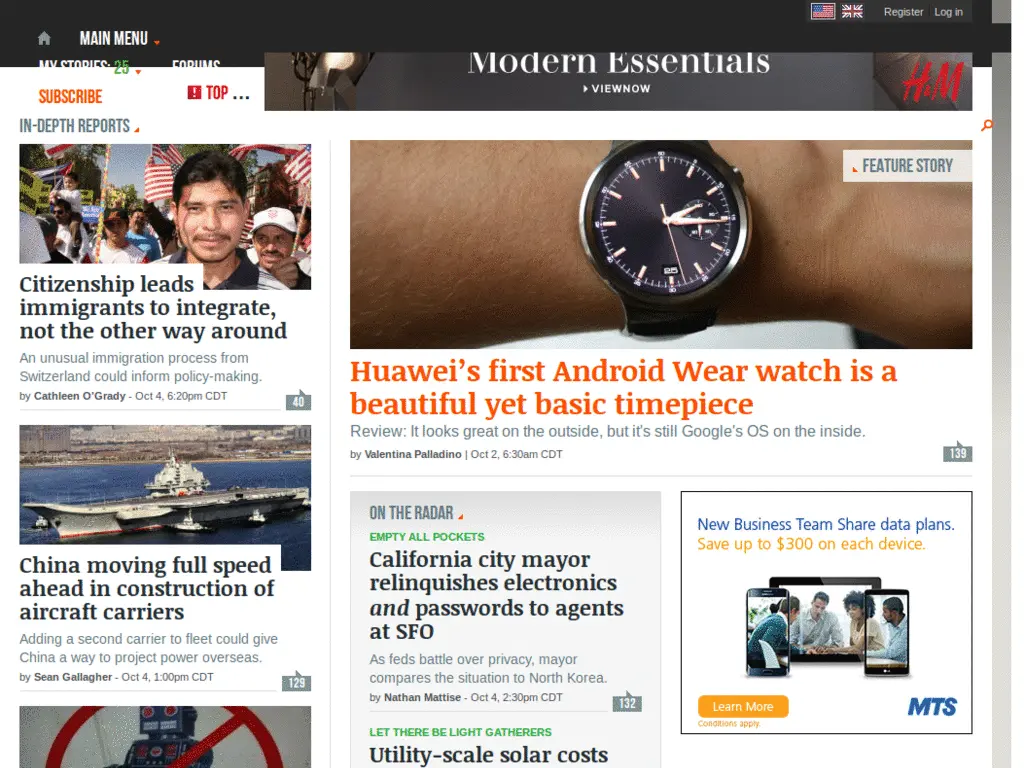 Register
Log in
MAIN MENU
MY STORIES: 25
FORUMS
SUBSCRIBE
TOP ...
Modern Essentials
VIEW NOW
H&M
IN-DEPTH REPORTS
FEATURE STORY
Citizenship leads
immigrants to integrate,
not the other way around
An unusual immigration process from
Switzerland could inform policy-making.
by Cathleen O'Grady - Oct 4, 6:20pm CDT
40
Huawei’s first Android Wear watch is a
beautiful yet basic timepiece
Review: It looks great on the outside, but it's still Google's OS on the inside.
by Valentina Palladino | Oct 2, 6:30am CDT
139
China moving full speed
ahead in construction of
aircraft carriers
Adding a second carrier to fleet could give
China a way to project power overseas.
by Sean Gallagher - Oct 4, 1:00pm CDT
129
ON THE RADAR
EMPTY ALL POCKETS
California city mayor
relinquishes electronics
and passwords to agents
at SFO
As feds battle over privacy, mayor
compares the situation to North Korea.
by Nathan Mattise - Oct 4, 2:30pm CDT
132
LET THERE BE LIGHT GATHERERS
Utility-scale solar costs
New Business Team Share data plans.
Save up to $300 on each device.
Learn More
Conditions apply.
MTS